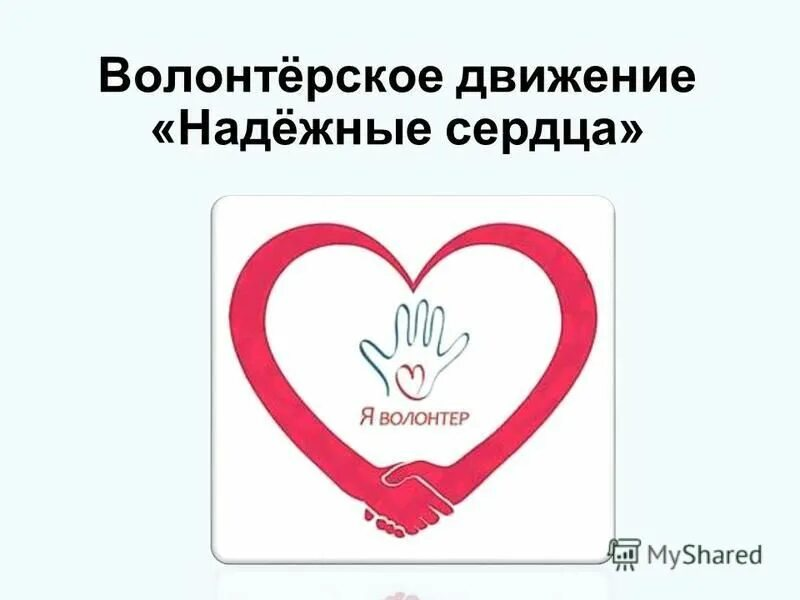 Волонтёрское движение
«Надёжные сердца»
Я ВОЛОНТЕР
MyShared